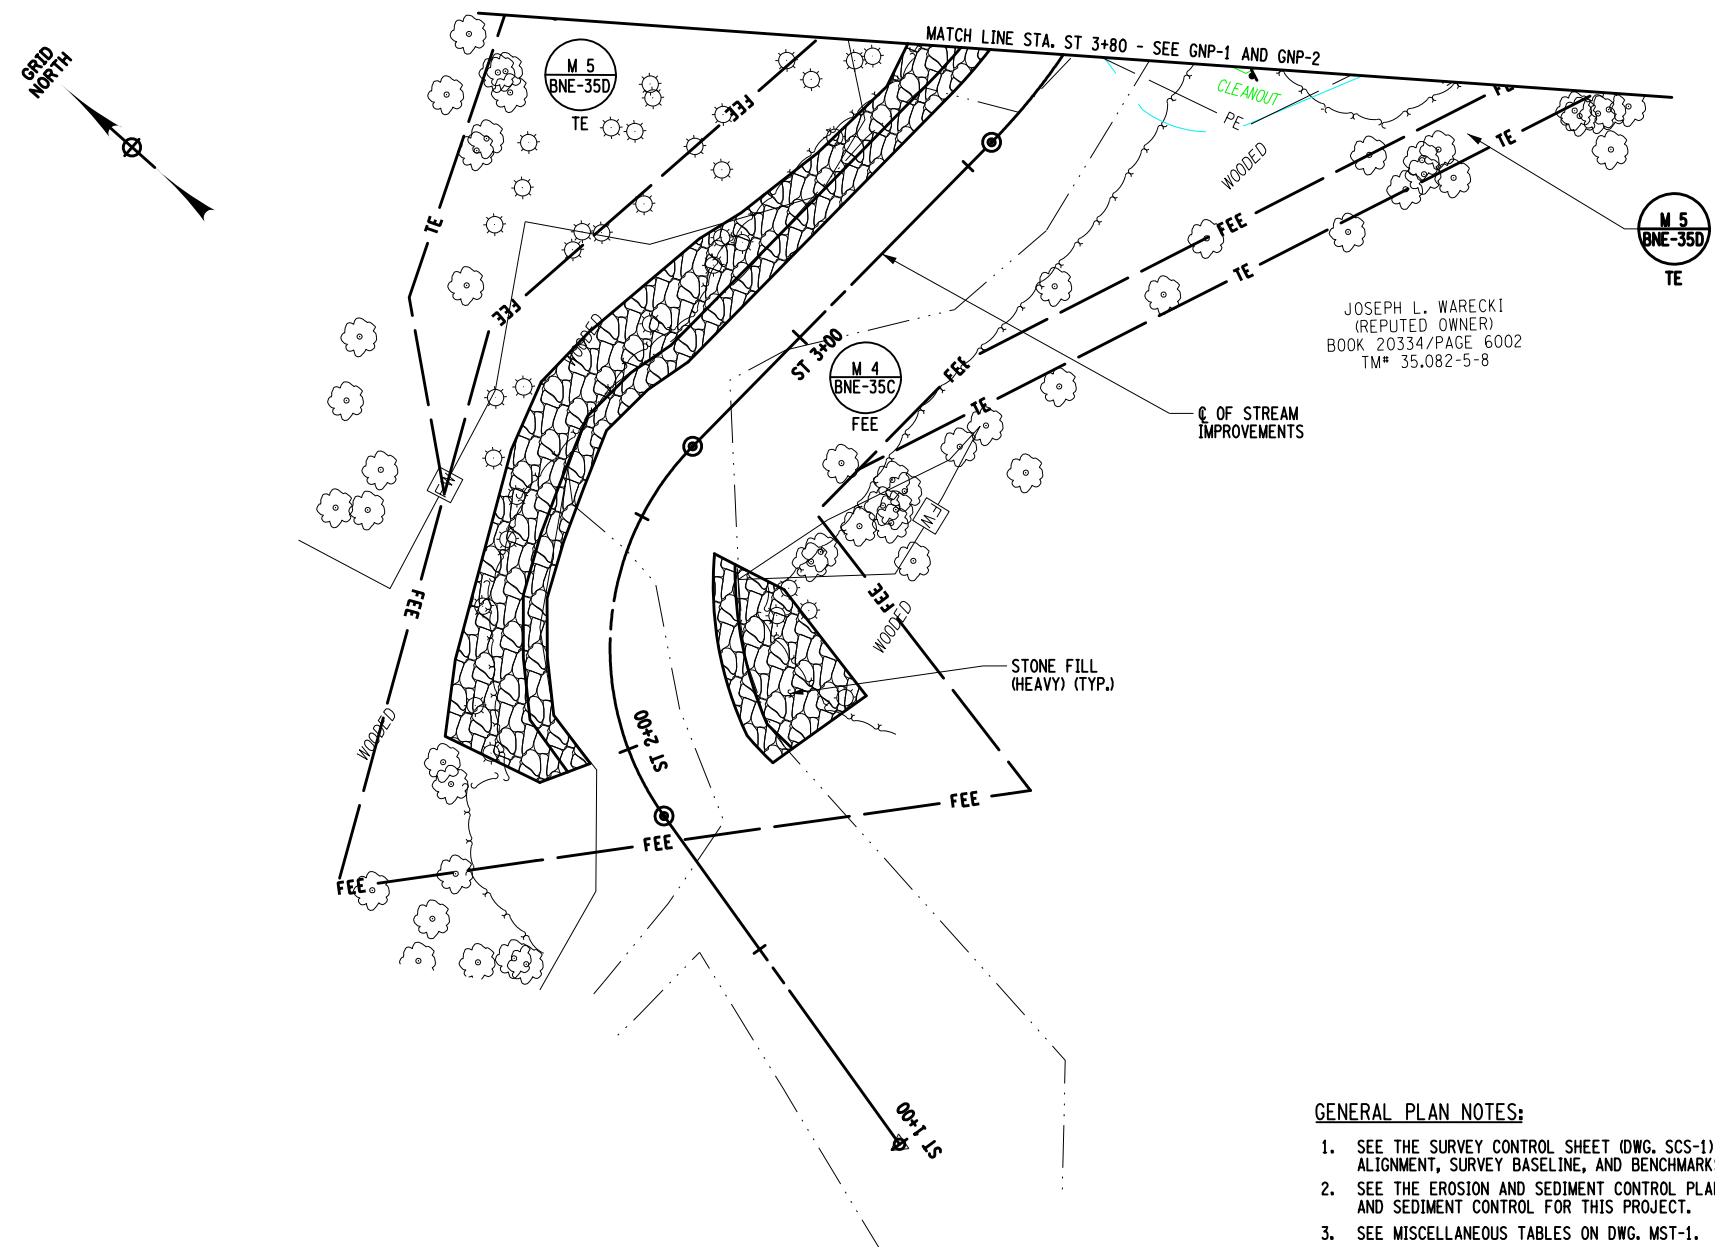 MATCH LINE STA. ST 3+80 - SEE GNP-1 AND GNP-2
GRID
NORTH
M 5
BNE-35D
TE
FEE
CLEANOUT
PE
TE
WOODED
TE
FEE
M 5
BNE-35D
TE
TE
FEE
WOODED
JOSEPH L. WARECKI
(REPUTED OWNER)
BOOK 20334/PAGE 6002
TM# 35.082-5-8
ST 3+00
M 4
BNE-35C
FEE
FEE
TE
℄ OF STREAM
IMPROVEMENTS
FW
FEE
FEE
WOODED
STONE FILL
(HEAVY) (TYP.)
WOODED
ST 2+00
FEE
FEE
FEE
ST 1+00
GENERAL PLAN NOTES:
1. SEE THE SURVEY CONTROL SHEET (DWG. SCS-1)
ALIGNMENT, SURVEY BASELINE, AND BENCHMARK
2. SEE THE EROSION AND SEDIMENT CONTROL PLA
AND SEDIMENT CONTROL FOR THIS PROJECT.
3. SEE MISCELLANEOUS TABLES ON DWG. MST-1.